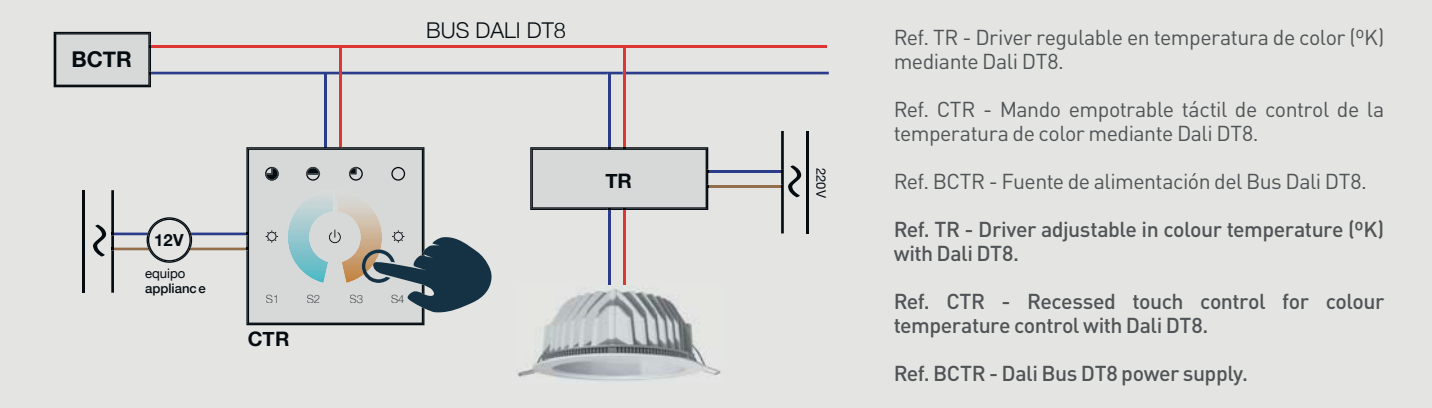 BUS DALI DT8
BCTR
TR
220V
12V
equipo
appliance
S1 S2 S3 S4
CTR
Ref. TR - Driver regulable en temperatura de color (ºK)
mediante Dali DT8.
Ref. CTR - Mando empotrable táctil de control de la
temperatura de color mediante Dali DT8.
Ref. BCTR - Fuente de alimentación del Bus Dali DT8.
Ref. TR - Driver adjustable in colour temperature (ºK)
with Dali DT8.
Ref. CTR - Recessed touch control for colour
temperature control with Dali DT8.
Ref. BCTR - Dali Bus DT8 power supply.